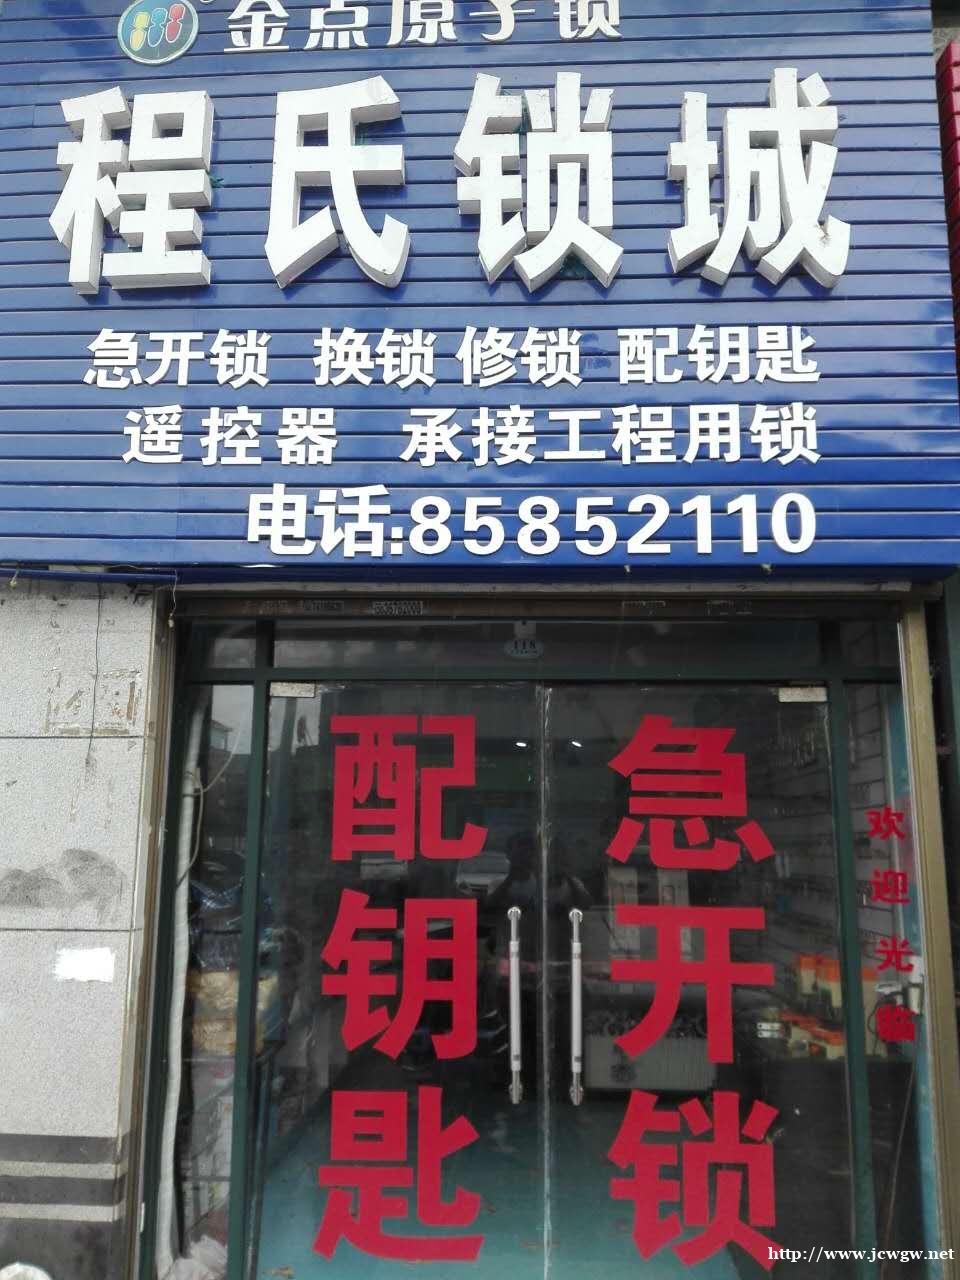 金点原子锁
程氏锁城
急开锁 换锁 修锁 配钥匙
遥控器 承接工程用锁
电话:85852110
118
配钥匙
急开锁
欢迎光临
http://www.jcwgw.net